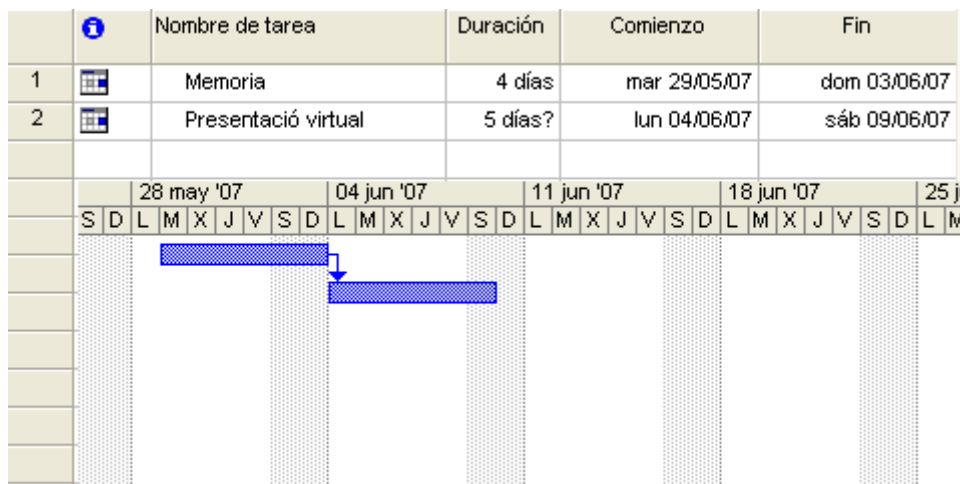 Nombre de tarea Duración Comienzo Fin
1 Memoria 4 días mar 29/05/07 dom 03/06/07
2 Presentació virtual 5 días? lun 04/06/07 sáb 09/06/07
28 may '07 04 jun '07 11 jun '07 18 jun '07 25 j
S D L M X J V S D L M X J V S D L M X J V S D L M X J V S D L M